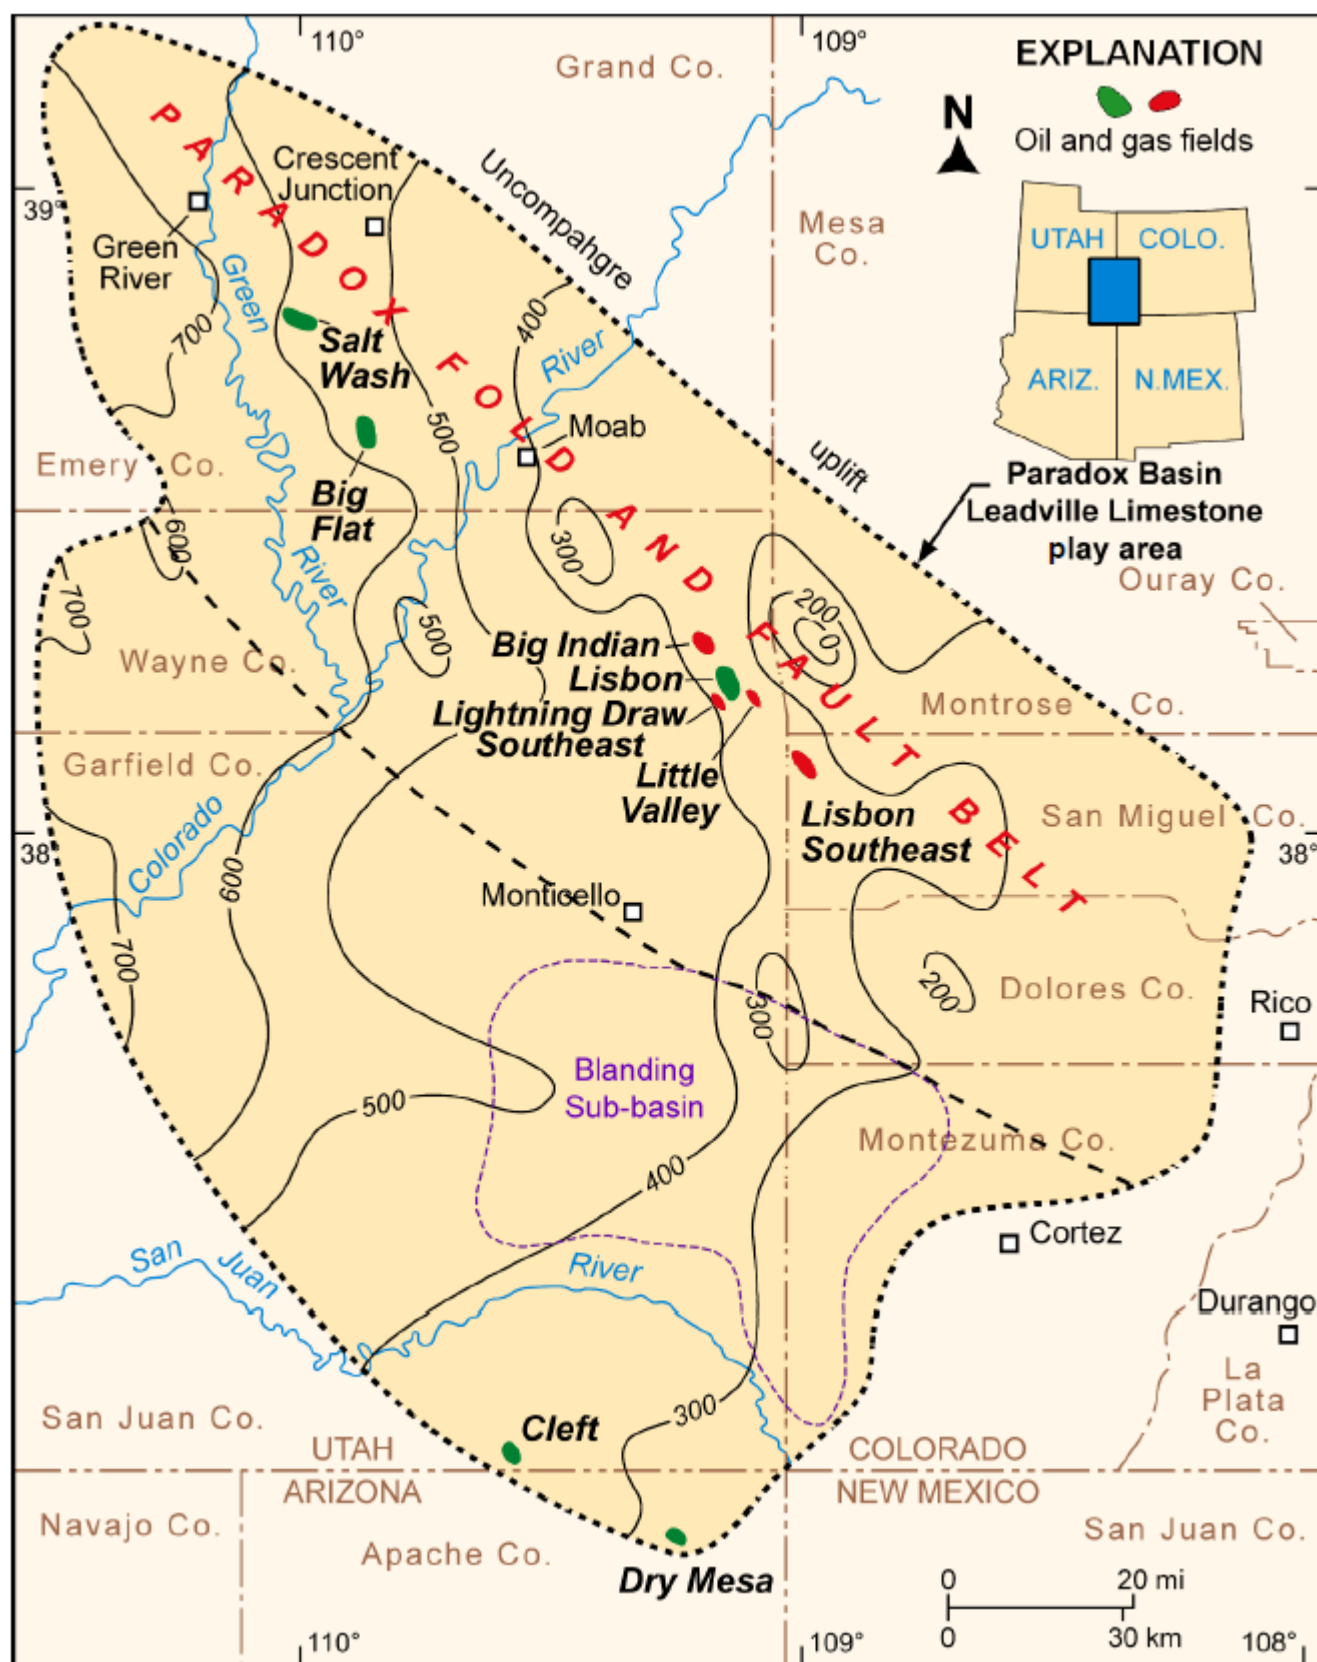 110°
109°
Grand Co.
EXPLANATION
N
Oil and gas fields
PARADOX FOLD AND FAULT BELT
Crescent
Junction
Uncompahgre
uplift
39°
Green
River
Mesa
Co.
UTAH
COLO.
ARIZ.
N.MEX.
Green
River
700
400
River
Salt
Wash
500
Moab
Paradox Basin
Leadville Limestone
play area
Emery Co.
Big
Flat
600
300
Ouray Co.
700
500
200
0
Wayne Co.
Big Indian
Lisbon
Lightning Draw
Southeast
Montrose Co.
Garfield Co.
Little
Valley
Lisbon
Southeast
San Miguel Co.
38°
38°
Colorado
600
Monticello
700
300
200
Dolores Co.
Rico
Blanding
Sub-basin
500
Montezuma Co.
400
Cortez
San Juan
River
Durango
La
Plata
Co.
San Juan Co.
Cleft
300
UTAH
COLORADO
ARIZONA
NEW MEXICO
Navajo Co.
Apache Co.
San Juan Co.
Dry Mesa
0 20 mi
0 30 km
110°
109°
108°